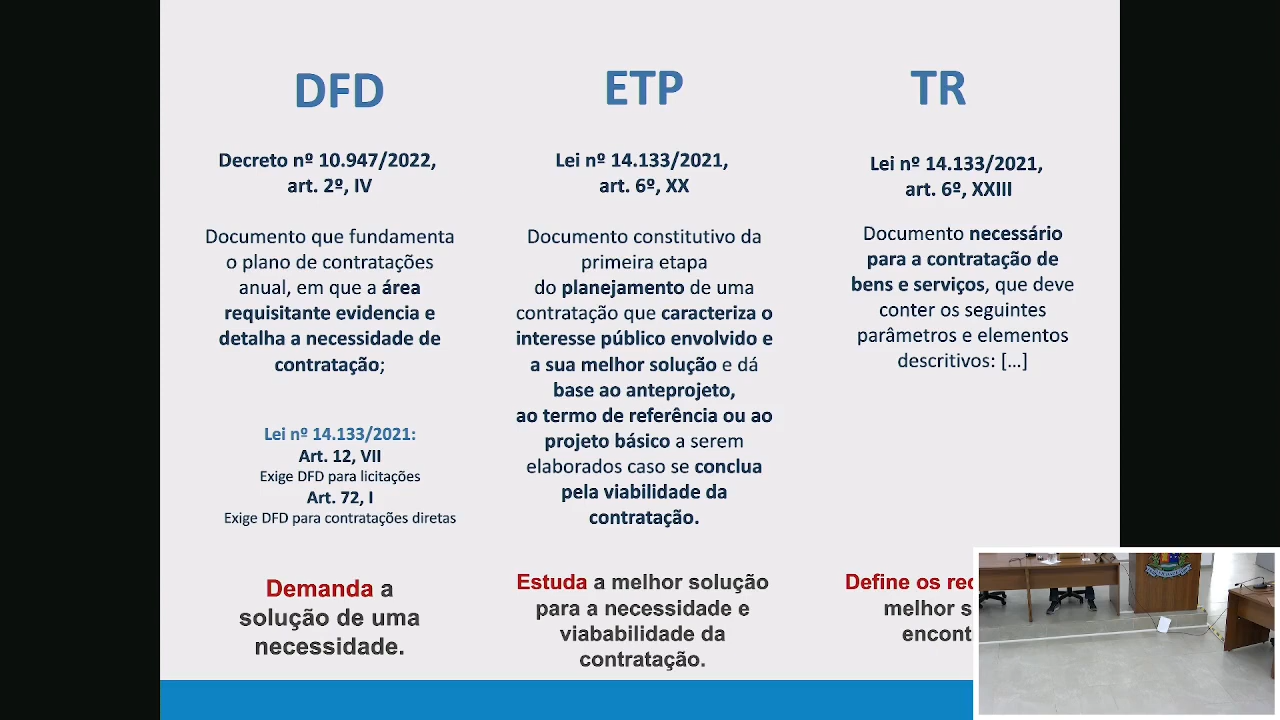 DFD
Decreto nº 10.947/2022,
art. 2º, IV
Documento que fundamenta
o plano de contratações
anual, em que a área
requisitante evidencia e
detalha a necessidade de
contratação;
Lei nº 14.133/2021:
Art. 12, VII
Exige DFD para licitações
Art. 72, I
Exige DFD para contratações diretas
Demanda a
solução de uma
necessidade.
ETP
Lei nº 14.133/2021,
art. 6º, XX
Documento constitutivo da
primeira etapa
do planejamento de uma
contratação que caracteriza o
interesse público envolvido e
a sua melhor solução e dá
base ao anteprojeto,
ao termo de referência ou ao
projeto básico a serem
elaborados caso se conclua
pela viabilidade da
contratação.
Estuda a melhor solução
para a necessidade e
viababilidade da
contratação.
TR
Lei nº 14.133/2021,
art. 6º, XXIII
Documento necessário
para a contratação de
bens e serviços, que deve
conter os seguintes
parâmetros e elementos
descritivos: [...]
Define os
melhor